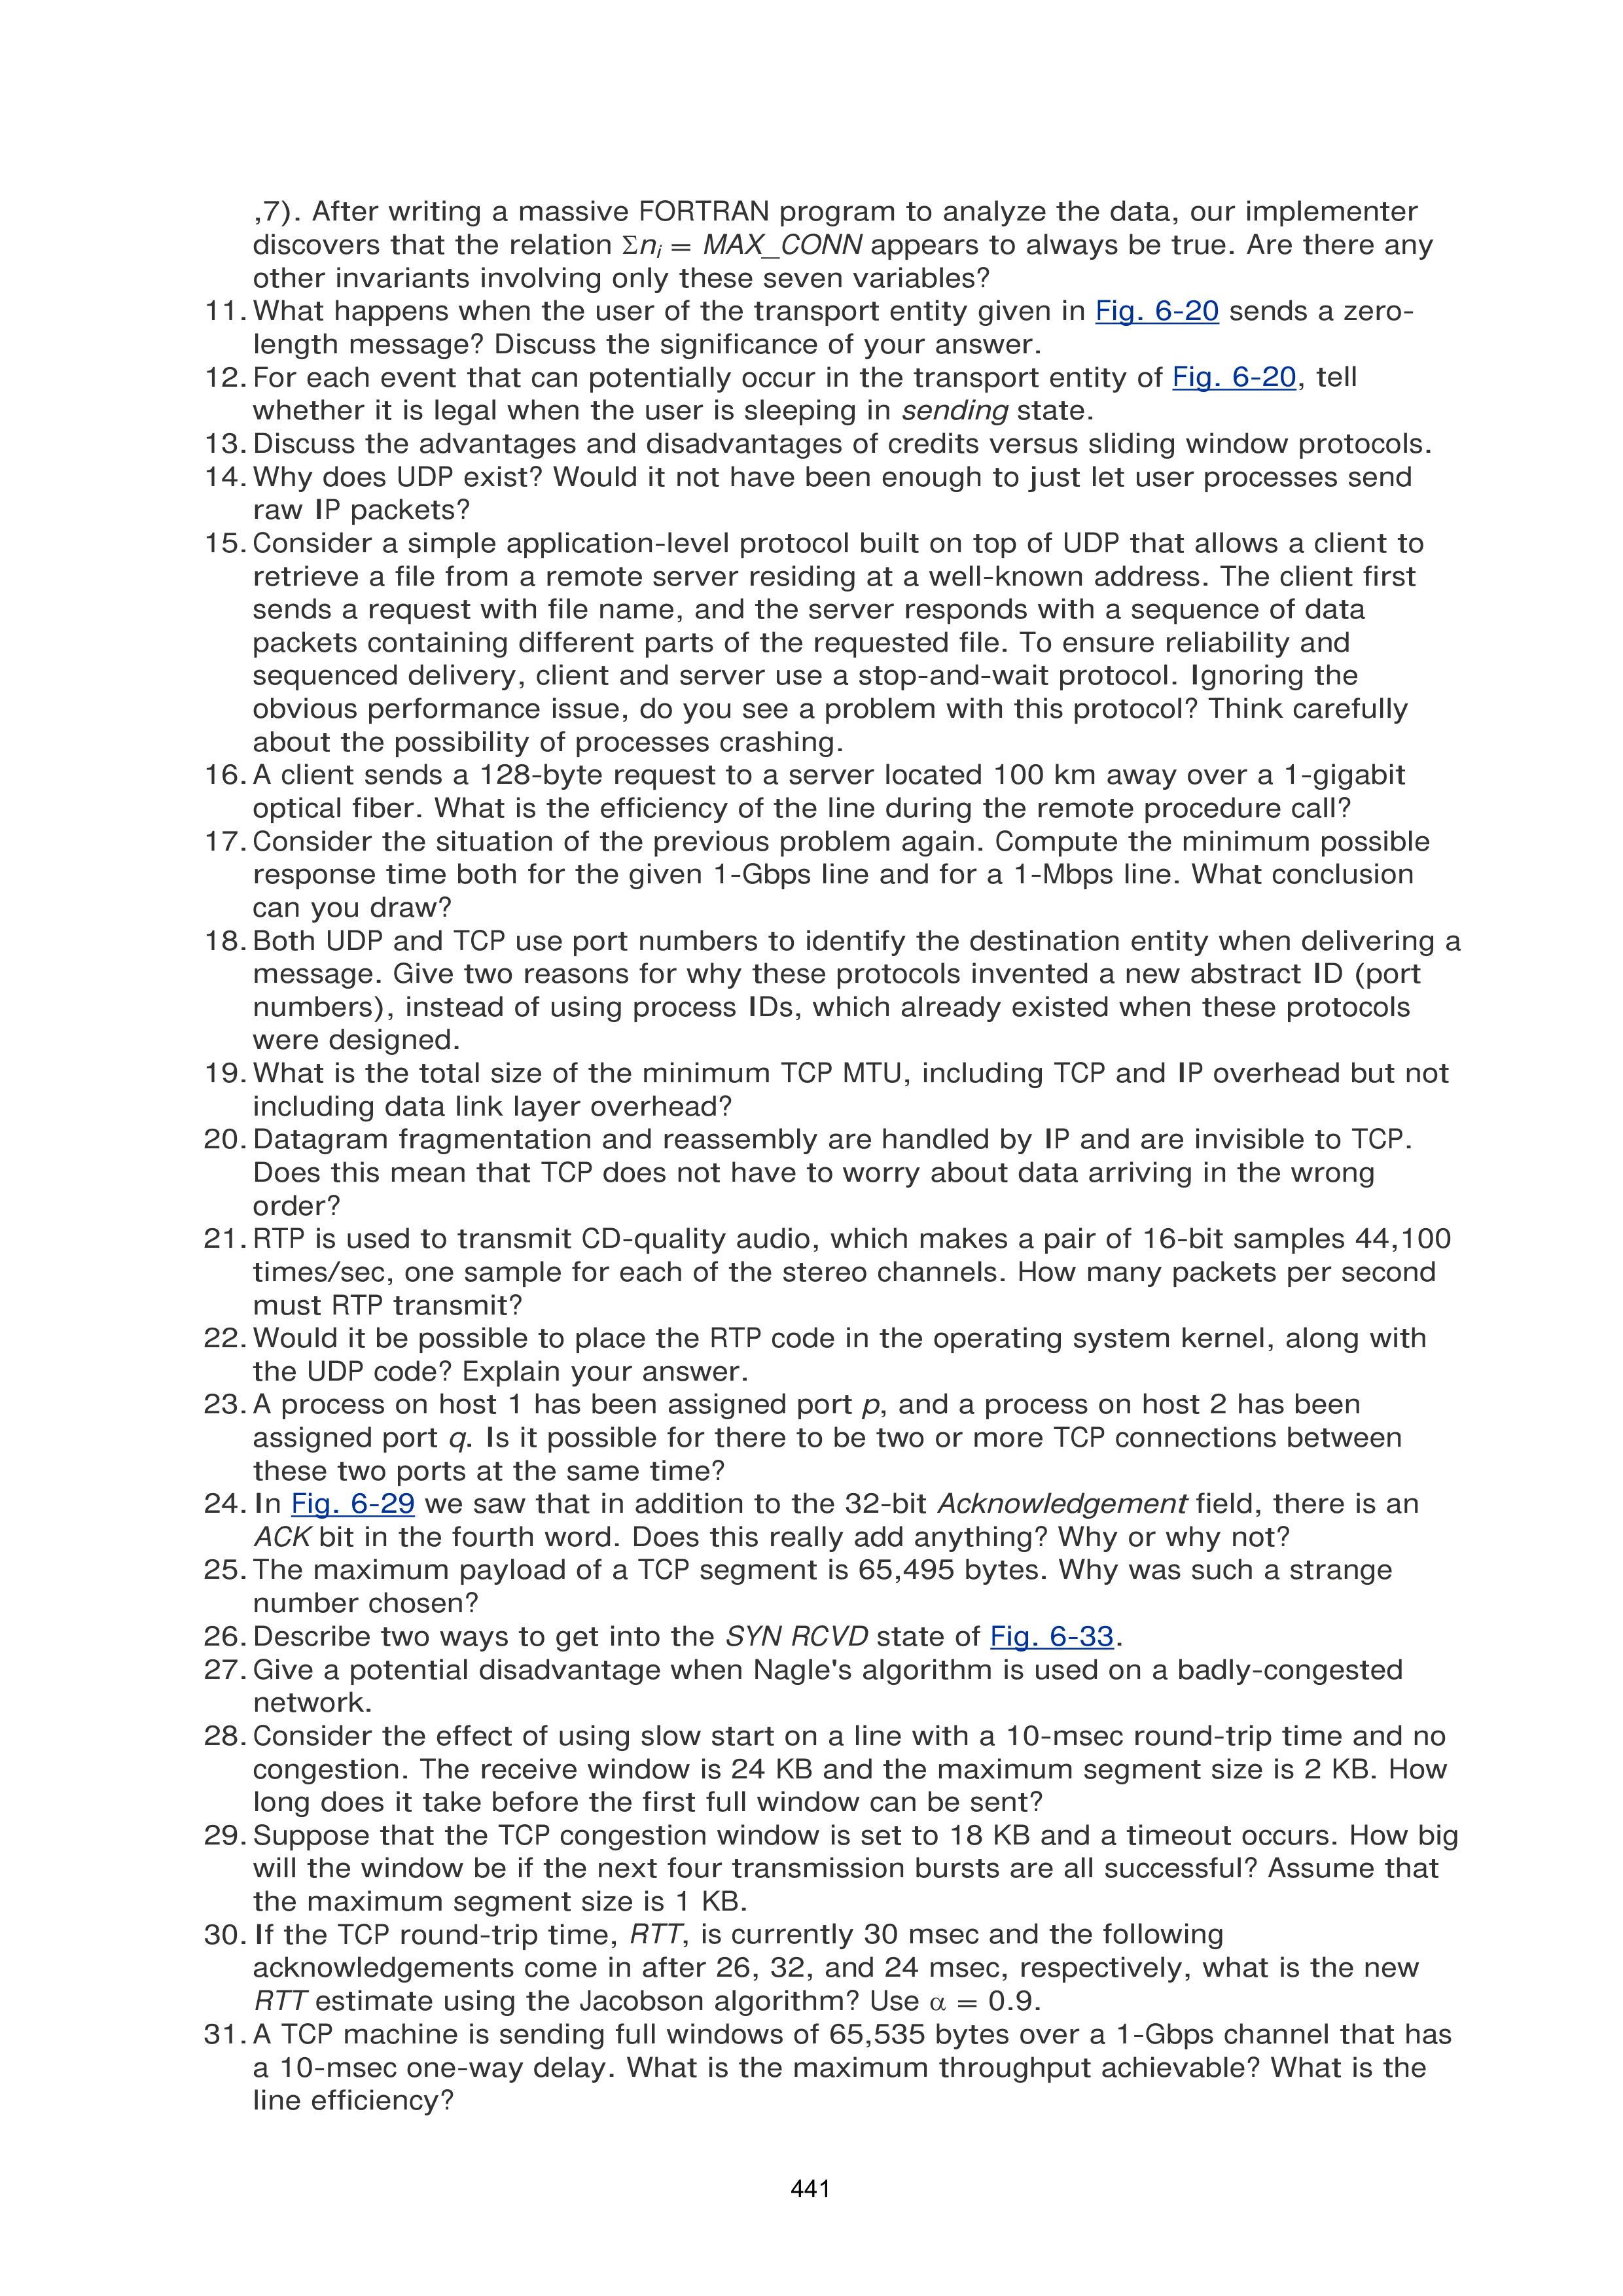 ,7). After writing a massive FORTRAN program to analyze the data, our implementer
discovers that the relation Σni = MAX_CONN appears to always be true. Are there any
other invariants involving only these seven variables?
11. What happens when the user of the transport entity given in Fig. 6-20 sends a zero-
length message? Discuss the significance of your answer.
12. For each event that can potentially occur in the transport entity of Fig. 6-20, tell
whether it is legal when the user is sleeping in sending state.
13. Discuss the advantages and disadvantages of credits versus sliding window protocols.
14. Why does UDP exist? Would it not have been enough to just let user processes send
raw IP packets?
15. Consider a simple application-level protocol built on top of UDP that allows a client to
retrieve a file from a remote server residing at a well-known address. The client first
sends a request with file name, and the server responds with a sequence of data
packets containing different parts of the requested file. To ensure reliability and
sequenced delivery, client and server use a stop-and-wait protocol. Ignoring the
obvious performance issue, do you see a problem with this protocol? Think carefully
about the possibility of processes crashing.
16. A client sends a 128-byte request to a server located 100 km away over a 1-gigabit
optical fiber. What is the efficiency of the line during the remote procedure call?
17. Consider the situation of the previous problem again. Compute the minimum possible
response time both for the given 1-Gbps line and for a 1-Mbps line. What conclusion
can you draw?
18. Both UDP and TCP use port numbers to identify the destination entity when delivering a
message. Give two reasons for why these protocols invented a new abstract ID (port
numbers), instead of using process IDs, which already existed when these protocols
were designed.
19. What is the total size of the minimum TCP MTU, including TCP and IP overhead but not
including data link layer overhead?
20. Datagram fragmentation and reassembly are handled by IP and are invisible to TCP.
Does this mean that TCP does not have to worry about data arriving in the wrong
order?
21. RTP is used to transmit CD-quality audio, which makes a pair of 16-bit samples 44,100
times/sec, one sample for each of the stereo channels. How many packets per second
must RTP transmit?
22. Would it be possible to place the RTP code in the operating system kernel, along with
the UDP code? Explain your answer.
23. A process on host 1 has been assigned port p, and a process on host 2 has been
assigned port q. Is it possible for there to be two or more TCP connections between
these two ports at the same time?
24. In Fig. 6-29 we saw that in addition to the 32-bit Acknowledgement field, there is an
ACK bit in the fourth word. Does this really add anything? Why or why not?
25. The maximum payload of a TCP segment is 65,495 bytes. Why was such a strange
number chosen?
26. Describe two ways to get into the SYN RCVD state of Fig. 6-33.
27. Give a potential disadvantage when Nagle's algorithm is used on a badly-congested
network.
28. Consider the effect of using slow start on a line with a 10-msec round-trip time and no
congestion. The receive window is 24 KB and the maximum segment size is 2 KB. How
long does it take before the first full window can be sent?
29. Suppose that the TCP congestion window is set to 18 KB and a timeout occurs. How big
will the window be if the next four transmission bursts are all successful? Assume that
the maximum segment size is 1 KB.
30. If the TCP round-trip time, RTT, is currently 30 msec and the following
acknowledgements come in after 26, 32, and 24 msec, respectively, what is the new
RTT estimate using the Jacobson algorithm? Use α = 0.9.
31. A TCP machine is sending full windows of 65,535 bytes over a 1-Gbps channel that has
a 10-msec one-way delay. What is the maximum throughput achievable? What is the
line efficiency?
441